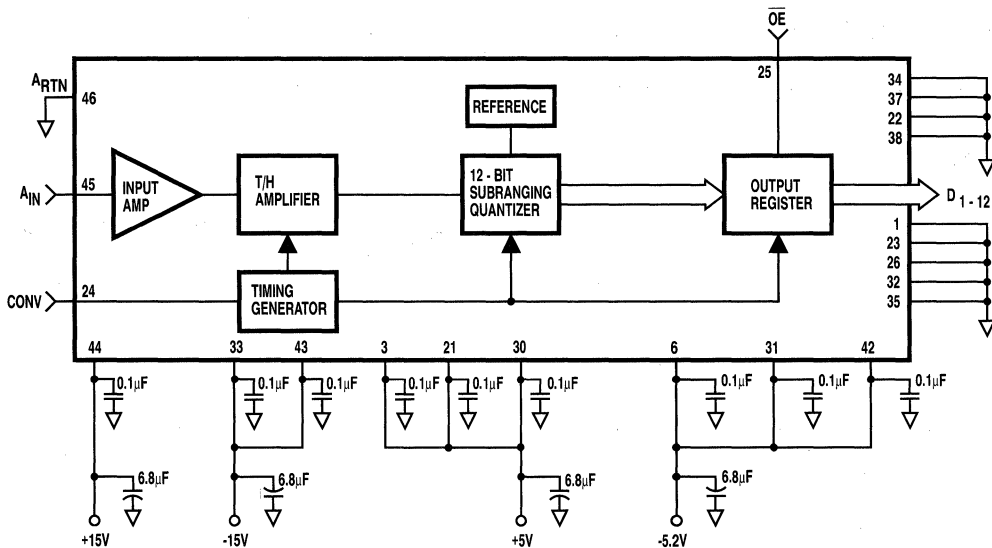 OE
25
ARTN
46
34
37
22
38
REFERENCE
AIN
45
INPUT
AMP
T/H
AMPLIFIER
12 - BIT
SUBRANGING
QUANTIZER
OUTPUT
REGISTER
D1 - 12
1
23
26
32
35
CONV
24
TIMING
GENERATOR
44
33
43
3
21
30
6
31
42
0.1µF
0.1µF
0.1µF
0.1µF
0.1µF
0.1µF
0.1µF
0.1µF
0.1µF
6.8µF
6.8µF
6.8µF
6.8µF
+15V
-15V
+5V
-5.2V